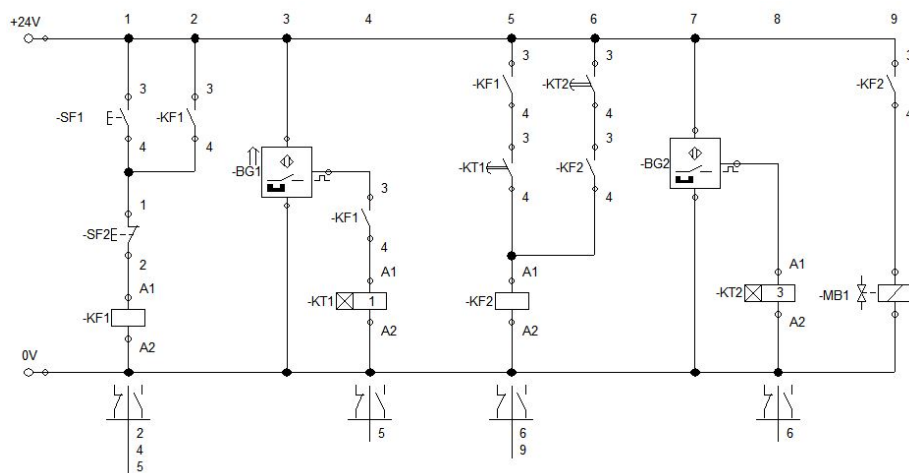 1 2 3 4 5 6 7 8 9
+24V
3 3 3 3 3
-SF1 -KF1 -KF1 -KT2 -KF2
4 4 4 4 4
-BG1 3 3 -BG2
-KT1 -KF2
1 3 4 4
-SF2 -KF1
2 4
A1 A1 A1 A1
-KF1 -KT1 1 -KF2 -KT2 3 -MB1
A2 A2 A2 A2
0V
2 5 6 6
4 9
5